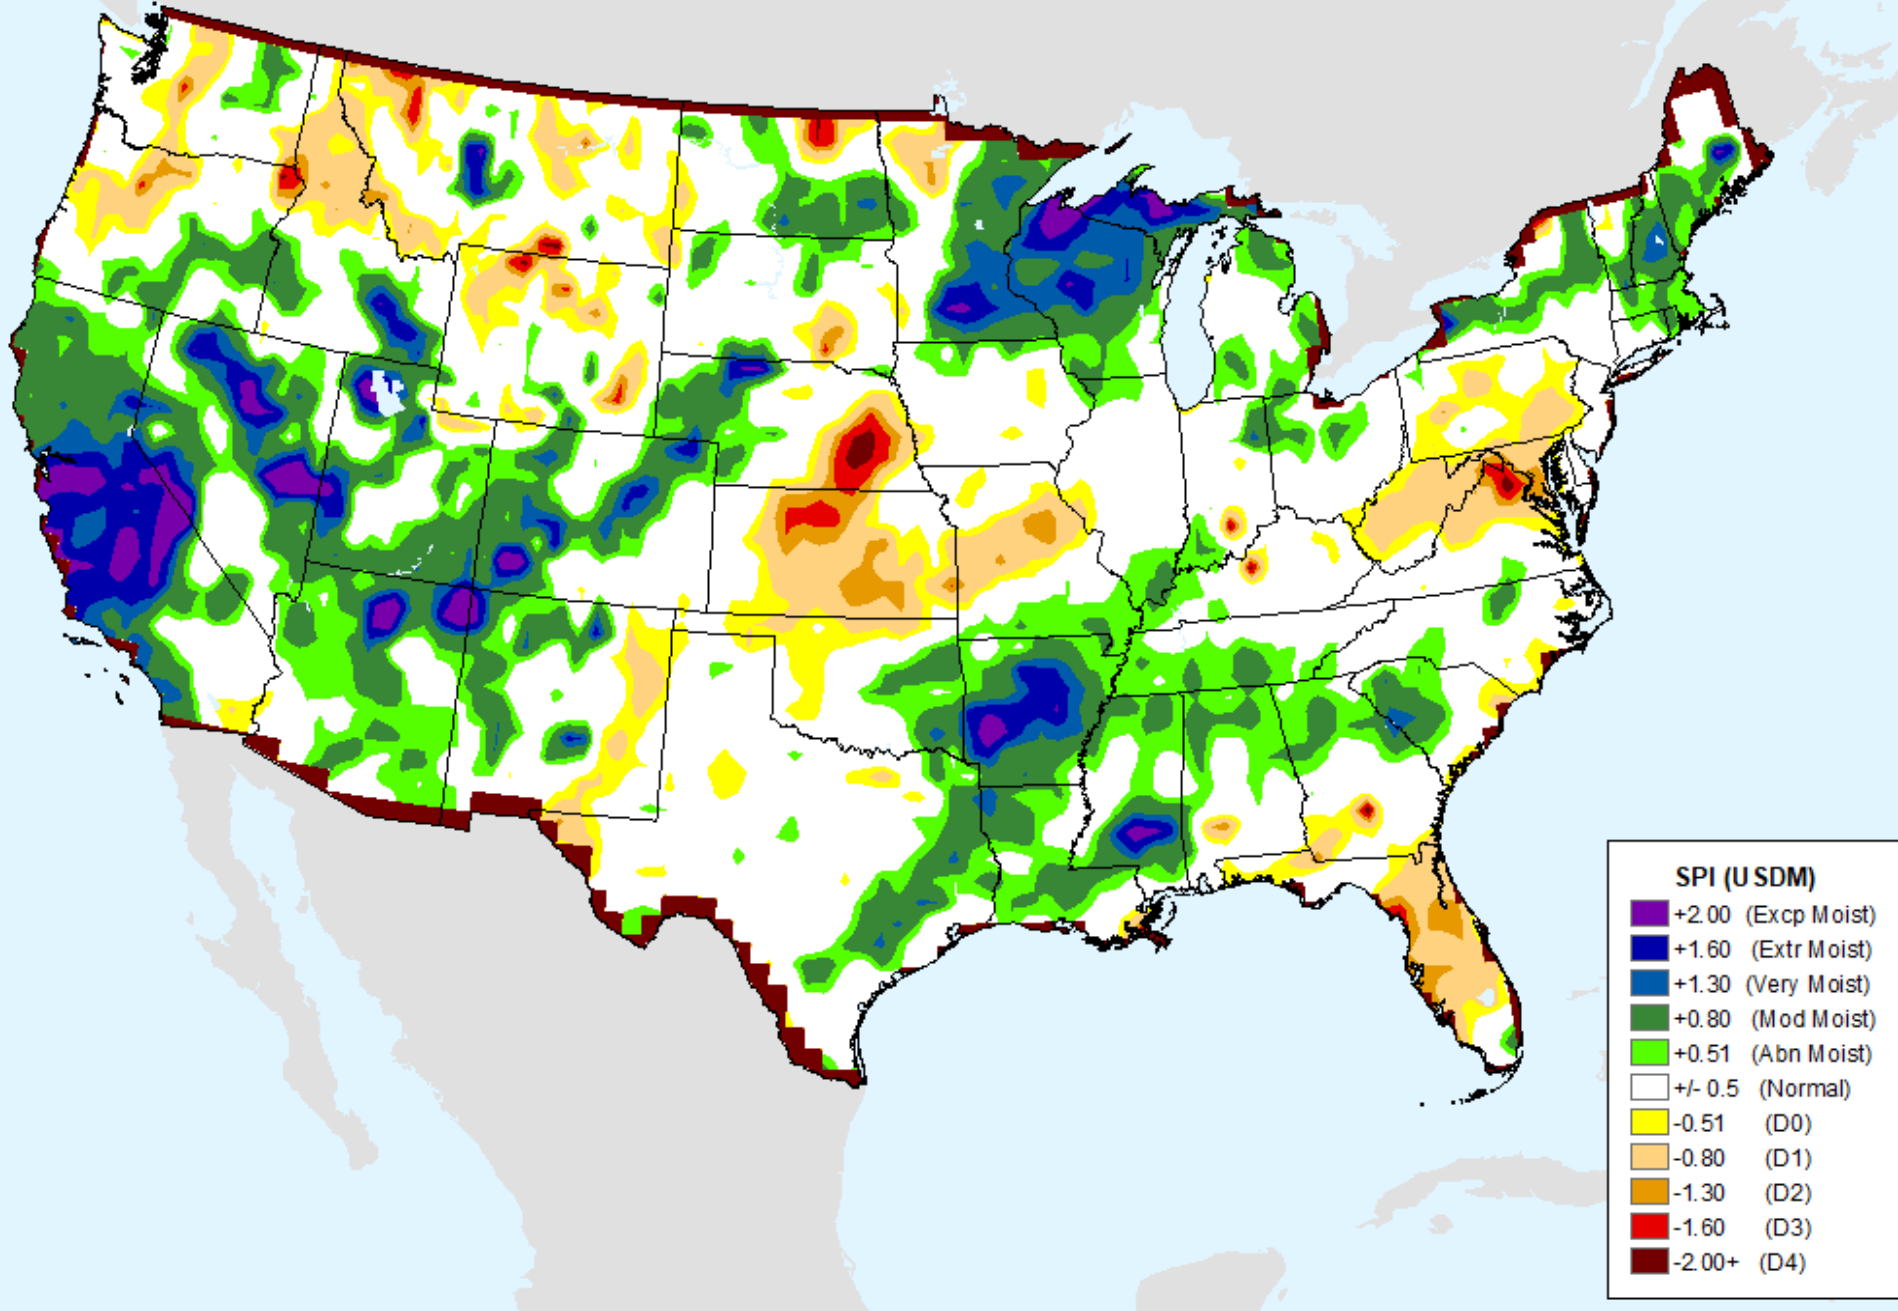 SPI (USDM)
+2.00 (Excp Moist)
+1.60 (Extr Moist)
+1.30 (Very Moist)
+0.80 (Mod Moist)
+0.51 (Abn Moist)
+/- 0.5 (Normal)
-0.51 (D0)
-0.80 (D1)
-1.30 (D2)
-1.60 (D3)
-2.00+ (D4)